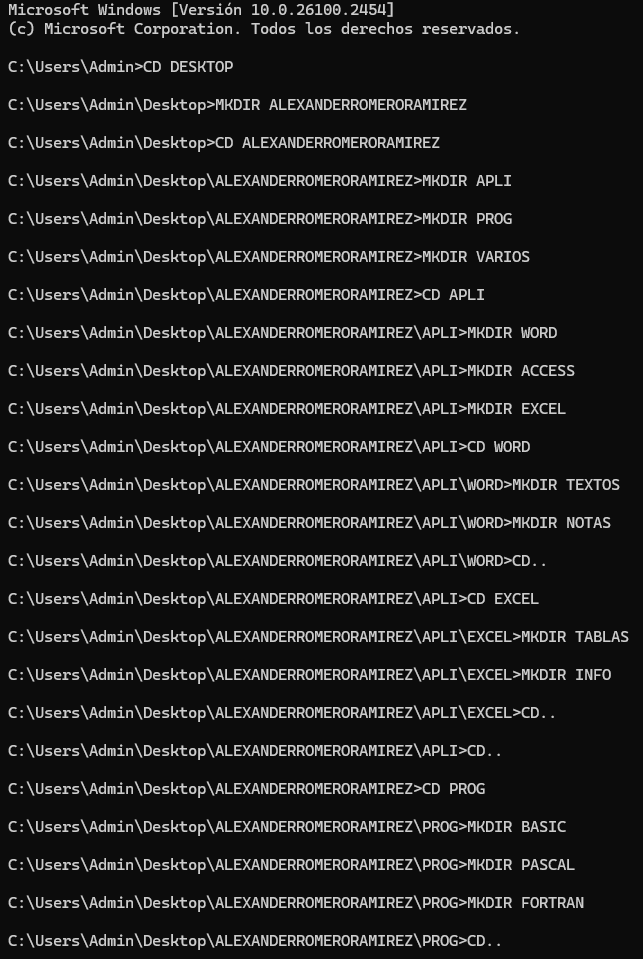 Microsoft Windows [Versión 10.0.26100.2454]
(c) Microsoft Corporation. Todos los derechos reservados.
C:\Users\Admin>CD DESKTOP
C:\Users\Admin\Desktop>MKDIR ALEXANDERROMERORAMIREZ
C:\Users\Admin\Desktop>CD ALEXANDERROMERORAMIREZ
C:\Users\Admin\Desktop\ALEXANDERROMERORAMIREZ>MKDIR APLI
C:\Users\Admin\Desktop\ALEXANDERROMERORAMIREZ>MKDIR PROG
C:\Users\Admin\Desktop\ALEXANDERROMERORAMIREZ>MKDIR VARIOS
C:\Users\Admin\Desktop\ALEXANDERROMERORAMIREZ>CD APLI
C:\Users\Admin\Desktop\ALEXANDERROMERORAMIREZ\APLI>MKDIR WORD
C:\Users\Admin\Desktop\ALEXANDERROMERORAMIREZ\APLI>MKDIR ACCESS
C:\Users\Admin\Desktop\ALEXANDERROMERORAMIREZ\APLI>MKDIR EXCEL
C:\Users\Admin\Desktop\ALEXANDERROMERORAMIREZ\APLI>CD WORD
C:\Users\Admin\Desktop\ALEXANDERROMERORAMIREZ\APLI\WORD>MKDIR TEXTOS
C:\Users\Admin\Desktop\ALEXANDERROMERORAMIREZ\APLI\WORD>MKDIR NOTAS
C:\Users\Admin\Desktop\ALEXANDERROMERORAMIREZ\APLI\WORD>CD..
C:\Users\Admin\Desktop\ALEXANDERROMERORAMIREZ\APLI>CD EXCEL
C:\Users\Admin\Desktop\ALEXANDERROMERORAMIREZ\APLI\EXCEL>MKDIR TABLAS
C:\Users\Admin\Desktop\ALEXANDERROMERORAMIREZ\APLI\EXCEL>MKDIR INFO
C:\Users\Admin\Desktop\ALEXANDERROMERORAMIREZ\APLI\EXCEL>CD..
C:\Users\Admin\Desktop\ALEXANDERROMERORAMIREZ\APLI>CD..
C:\Users\Admin\Desktop\ALEXANDERROMERORAMIREZ>CD PROG
C:\Users\Admin\Desktop\ALEXANDERROMERORAMIREZ\PROG>MKDIR BASIC
C:\Users\Admin\Desktop\ALEXANDERROMERORAMIREZ\PROG>MKDIR PASCAL
C:\Users\Admin\Desktop\ALEXANDERROMERORAMIREZ\PROG>MKDIR FORTRAN
C:\Users\Admin\Desktop\ALEXANDERROMERORAMIREZ\PROG>CD..